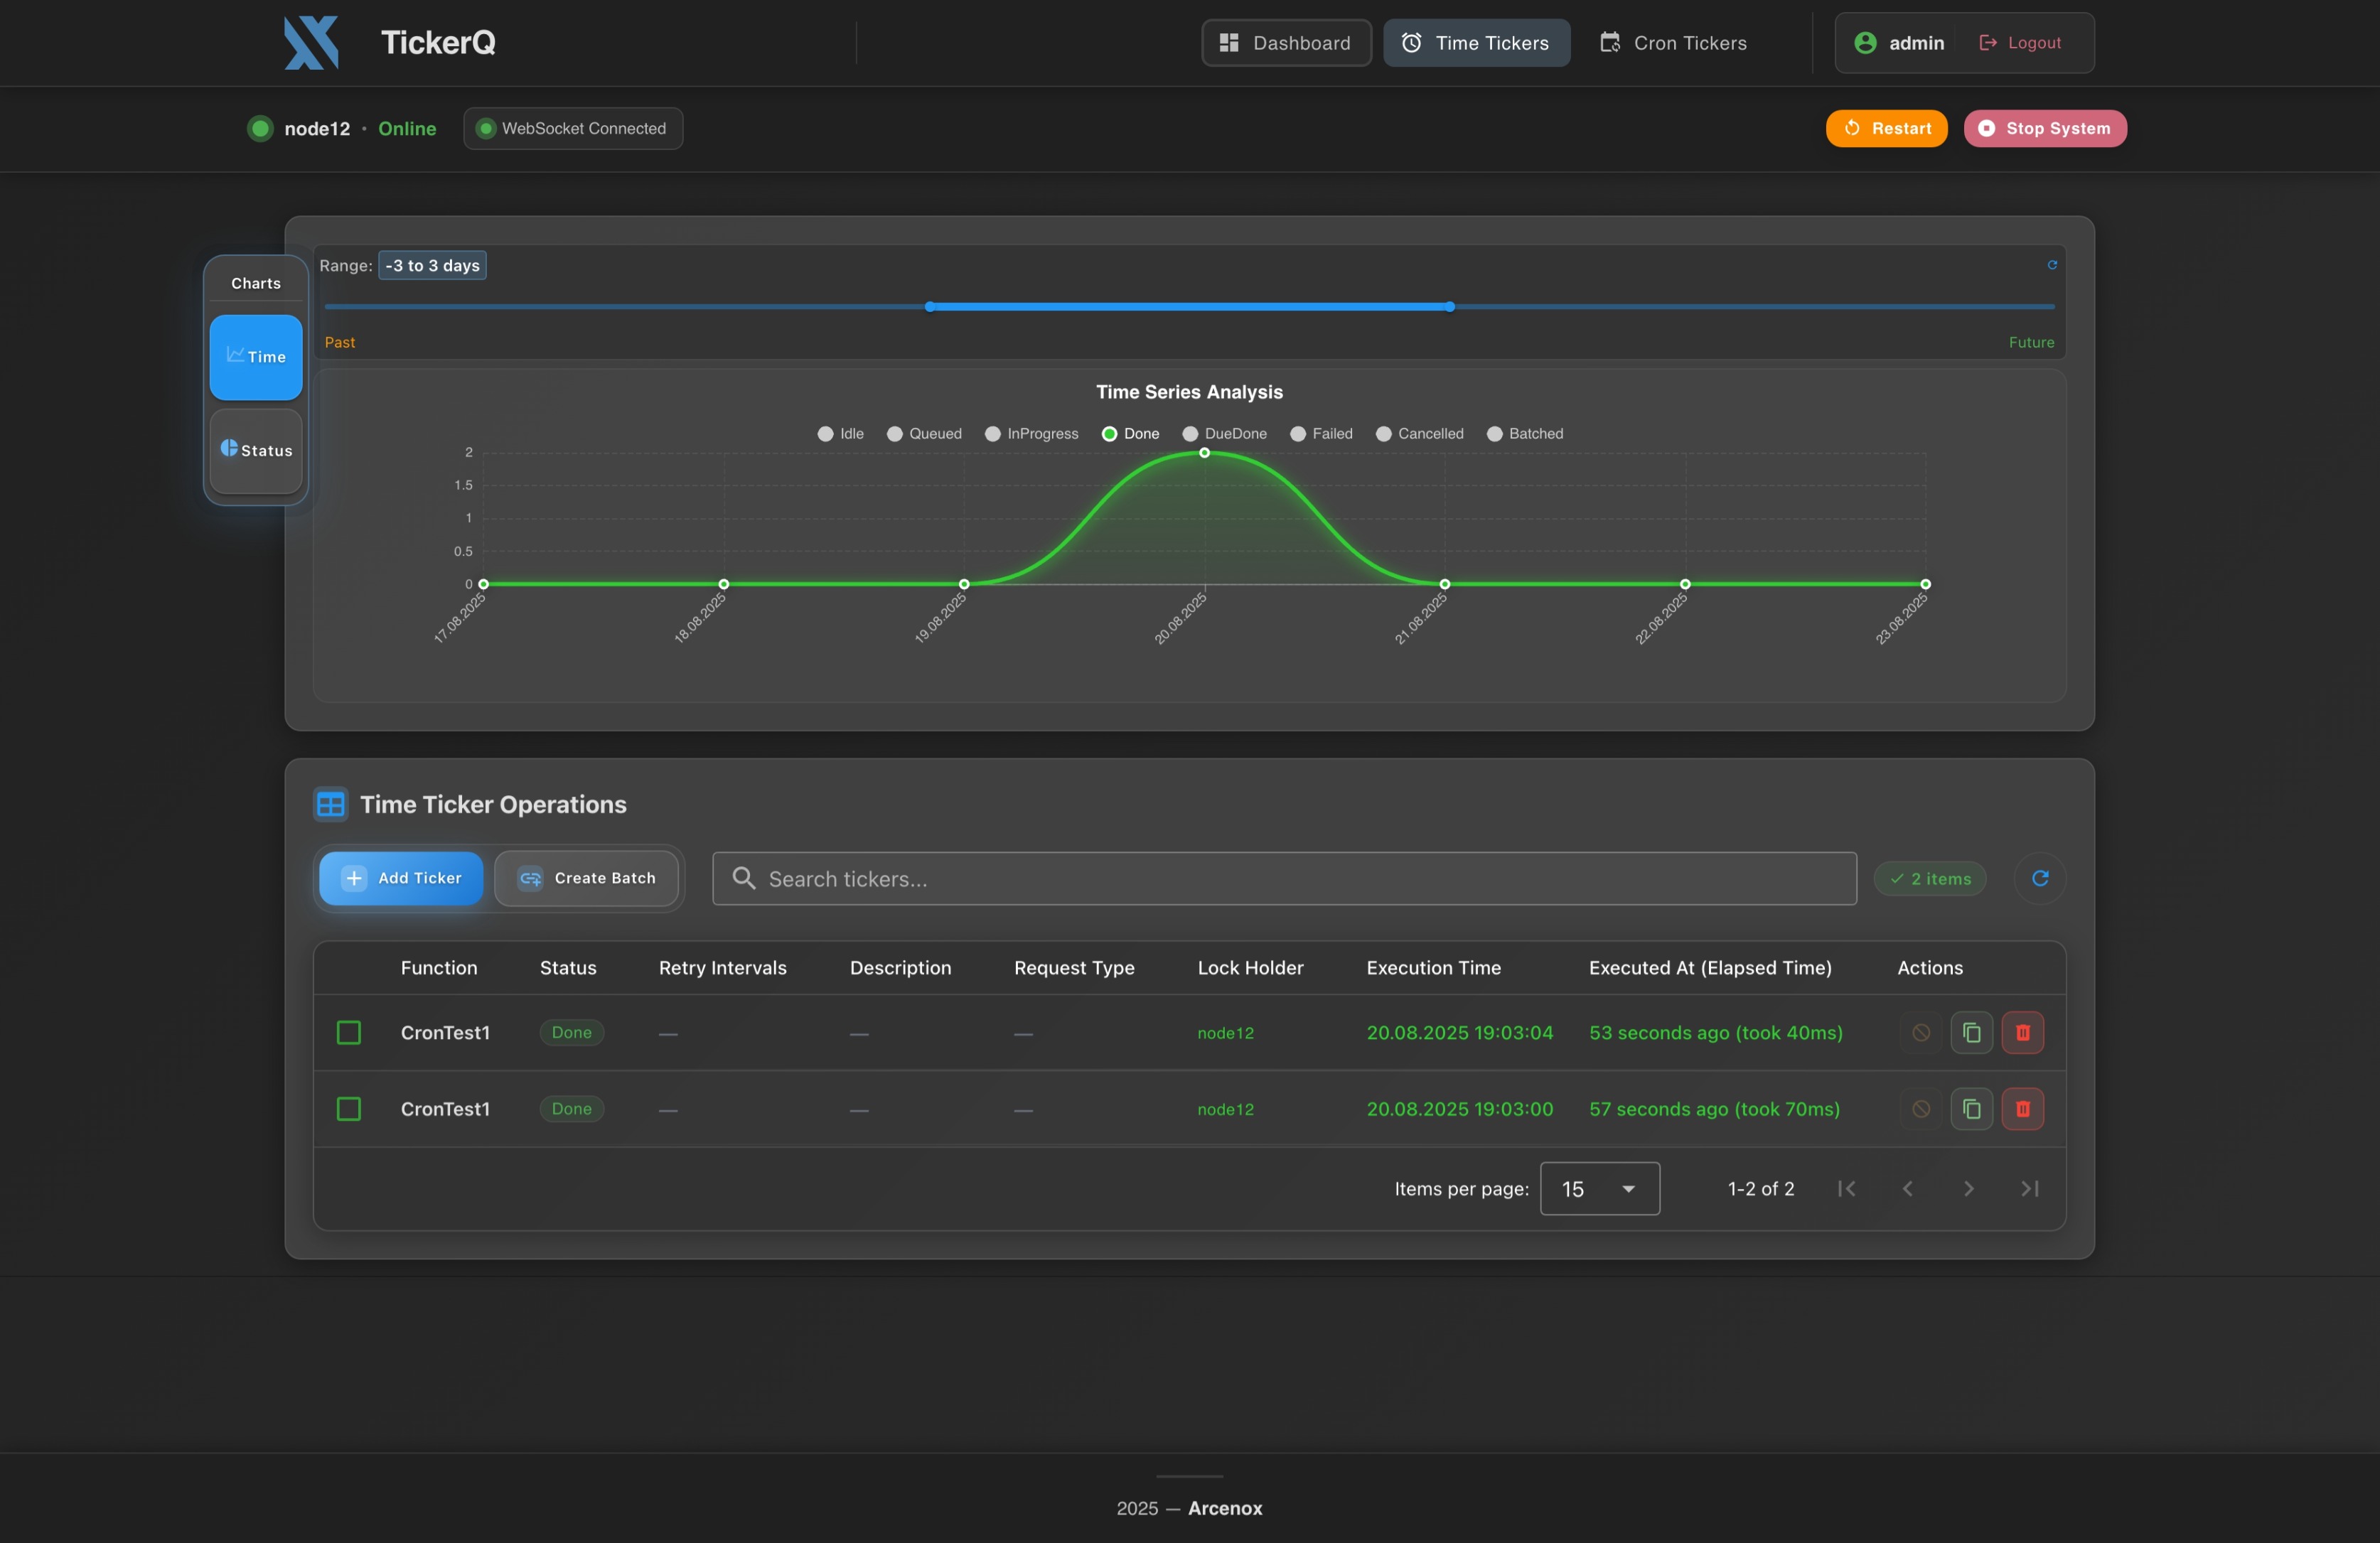 TickerQ
Dashboard
Time Tickers
Cron Tickers
admin
Logout
node12 • Online
WebSocket Connected
Restart
Stop System
Charts
Time
Status
Range: -3 to 3 days
Past
Future
Time Series Analysis
Idle Queued InProgress Done DueDone Failed Cancelled Batched
2
1.5
1
0.5
0
17.08.2025
18.08.2025
19.08.2025
20.08.2025
21.08.2025
22.08.2025
23.08.2025
Time Ticker Operations
Add Ticker
Create Batch
Search tickers...
2 items
Function Status Retry Intervals Description Request Type Lock Holder Execution Time Executed At (Elapsed Time) Actions
CronTest1 Done — — — node12 20.08.2025 19:03:04 53 seconds ago (took 40ms)
CronTest1 Done — — — node12 20.08.2025 19:03:00 57 seconds ago (took 70ms)
Items per page: 15 1-2 of 2
2025 — Arcenox